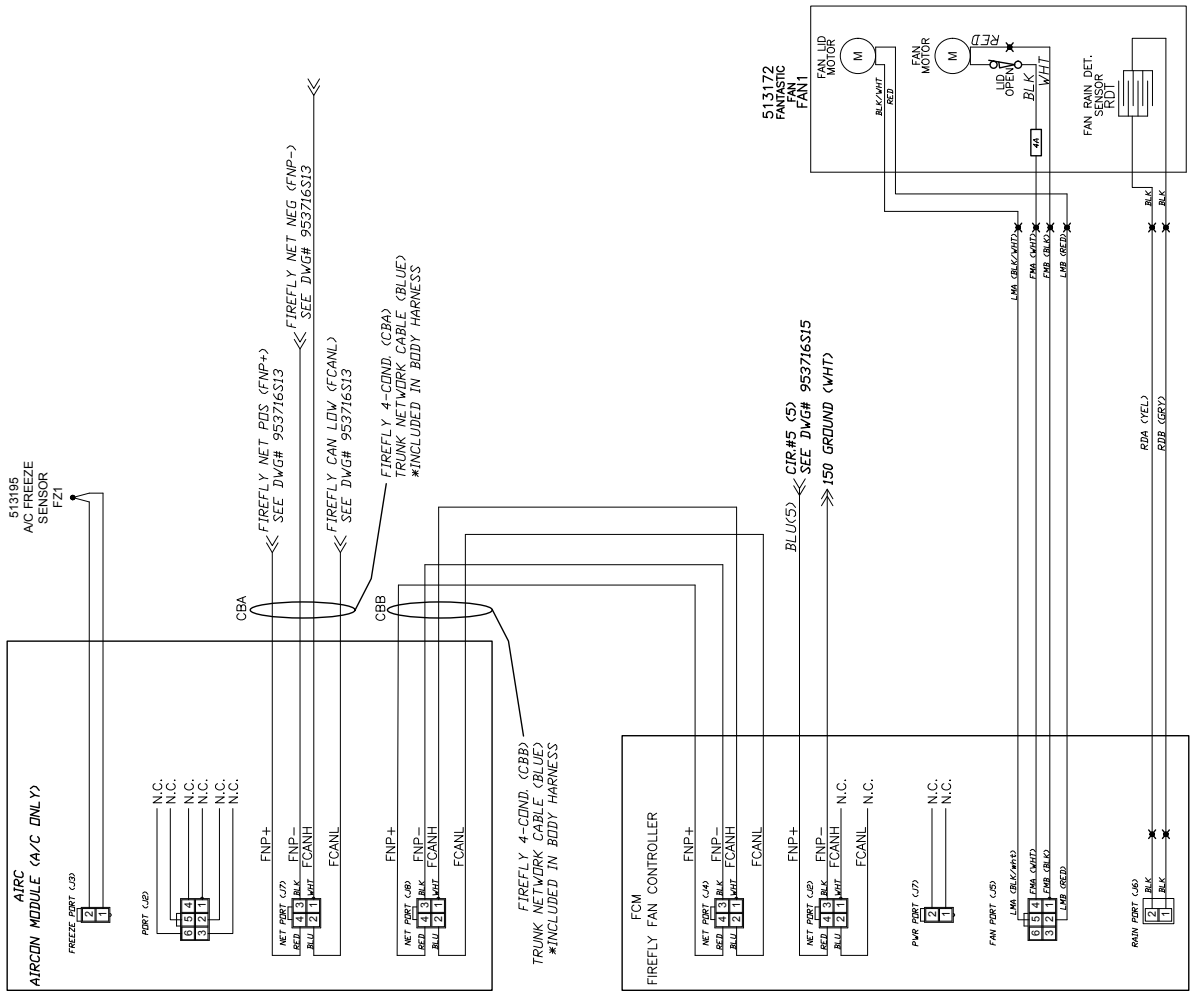 AIRC
AIRCON MODULE (A/C ONLY)
FREEZE PORT (J3)
2 1
513195
A/C FREEZE
SENSOR
FZ1
PORT (J2)
6 5 4
3 2 1
N.C.
N.C.
N.C.
N.C.
N.C.
N.C.
NET PORT (J7)
RED 4 3 BLK
BLU 2 1 WHT
FNP+
FNP-
FCANH
FCANL
CBA
FIREFLY NET POS (FNP+)
SEE DWG# 953716S13
FIREFLY NET NEG (FNP-)
SEE DWG# 953716S13
FIREFLY CAN LOW (FCANL)
SEE DWG# 953716S13
FIREFLY 4-COND. (CBA)
TRUNK NETWORK CABLE (BLUE)
*INCLUDED IN BODY HARNESS
NET PORT (J8)
RED 4 3 BLK
BLU 2 1 WHT
FNP+
FNP-
FCANH
FCANL
CBB
FIREFLY 4-COND. (CBB)
TRUNK NETWORK CABLE (BLUE)
*INCLUDED IN BODY HARNESS
FCM
FIREFLY FAN CONTROLLER
NET PORT (J4)
RED 4 3 BLK
BLU 2 1 WHT
FNP+
FNP-
FCANH
FCANL
NET PORT (J2)
RED 4 3 BLK
BLU 2 1 WHT
FNP+
FNP-
FCANH
FCANL
N.C.
N.C.
BLU(5)
CIR.#5 (5)
SEE DWG# 953716S15
150 GROUND (WHT)
PWR PORT (J7)
2 1
N.C.
N.C.
FAN PORT (J5)
6 5 4
3 2 1
LMA (BLK/Wht)
FMA (WHT)
FMB (BLK)
LMB (RED)
LMA (BLK/WHT)
FMA (WHT)
FMB (BLK)
LMB (RED)
RAIN PORT (J6)
2 1
BLK
BLK
RDA (YEL)
RDB (GRY)
BLK
BLK
513172
FANTASTIC
FAN
FAN1
FAN LID
MOTOR
M
BLK/WHT
RED
FAN
MOTOR
M
RED
LID
OPEN
BLK
WHT
4A
FAN RAIN DET.
SENSOR
RDT